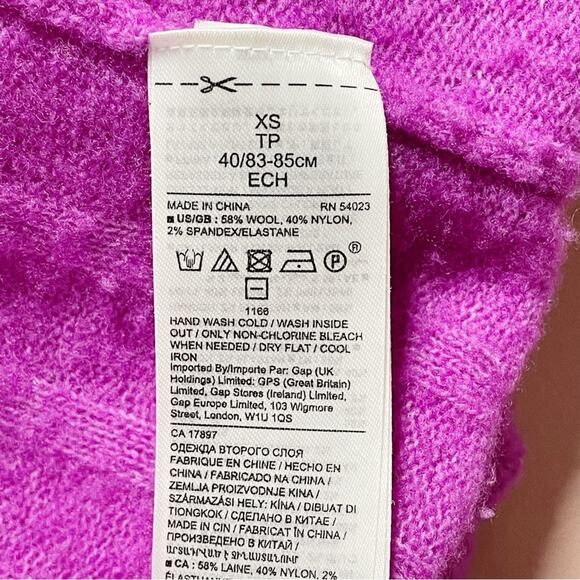 XS
TP
40/83-85CM
ECH
MADE IN CHINA RN 54023
US/GB : 58% WOOL, 40% NYLON,
2% SPANDEX/ELASTANE
P
1166
HAND WASH COLD / WASH INSIDE
OUT / ONLY NON-CHLORINE BLEACH
WHEN NEEDED / DRY FLAT / COOL
IRON
Imported By/Importe Par: Gap (UK
Holdings) Limited: GPS (Great Britain)
Limited, Gap Stores (Ireland) Limited,
Gap Europe Limited, 103 Wigmore
Street, London, W1U 1QS
CA 17897
ОДЕЖДА ВТОРОГО СЛОЯ
FABRIQUE EN CHINE / HECHO EN
CHINA / FABRICADO NA CHINA /
ZEMLJA PROIZVODNJE KINA /
SZÁRMAZÁSI HELY: KÍNA / DIBUAT DI
TIONGKOK / СДЕЛАНО В КИТАЕ /
MADE IN CIN / FABRICAT ÎN CHINA /
ПРОИЗВЕДЕНО В КИТАЙ /
ԱՐՏԱԴՐՎԱԾ Է ՉԻՆԱՍՏԱՆՈՒՄ
CA : 58% LAINE, 40% NYLON, 2%
ÉLASTHANNE